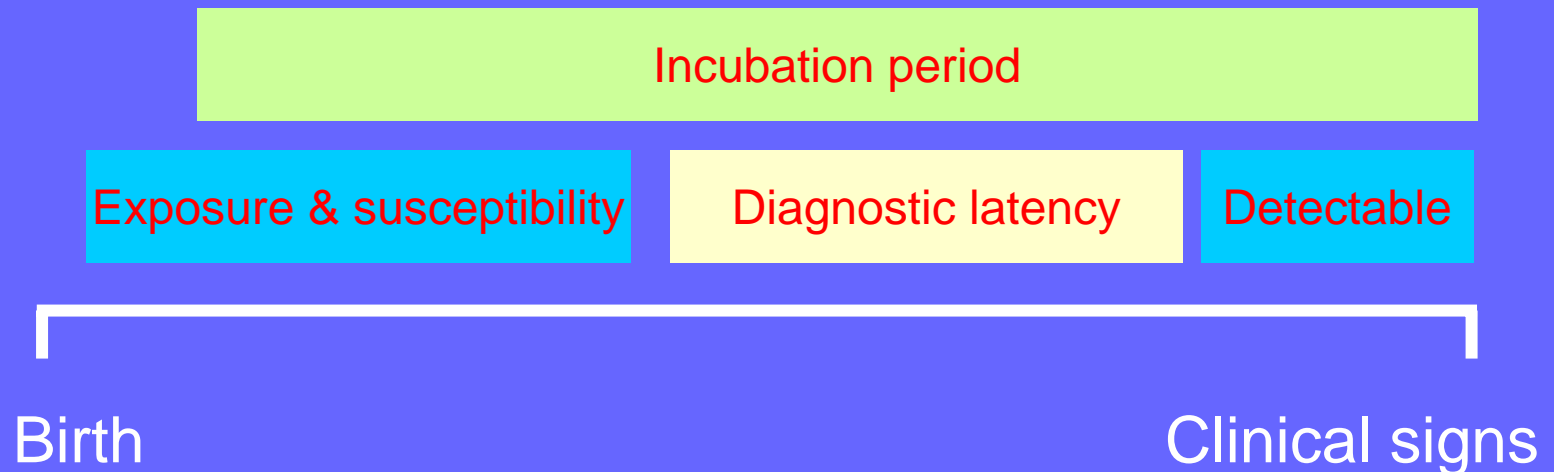 Incubation period
Exposure & susceptibility
Diagnostic latency
Detectable
Birth
Clinical signs